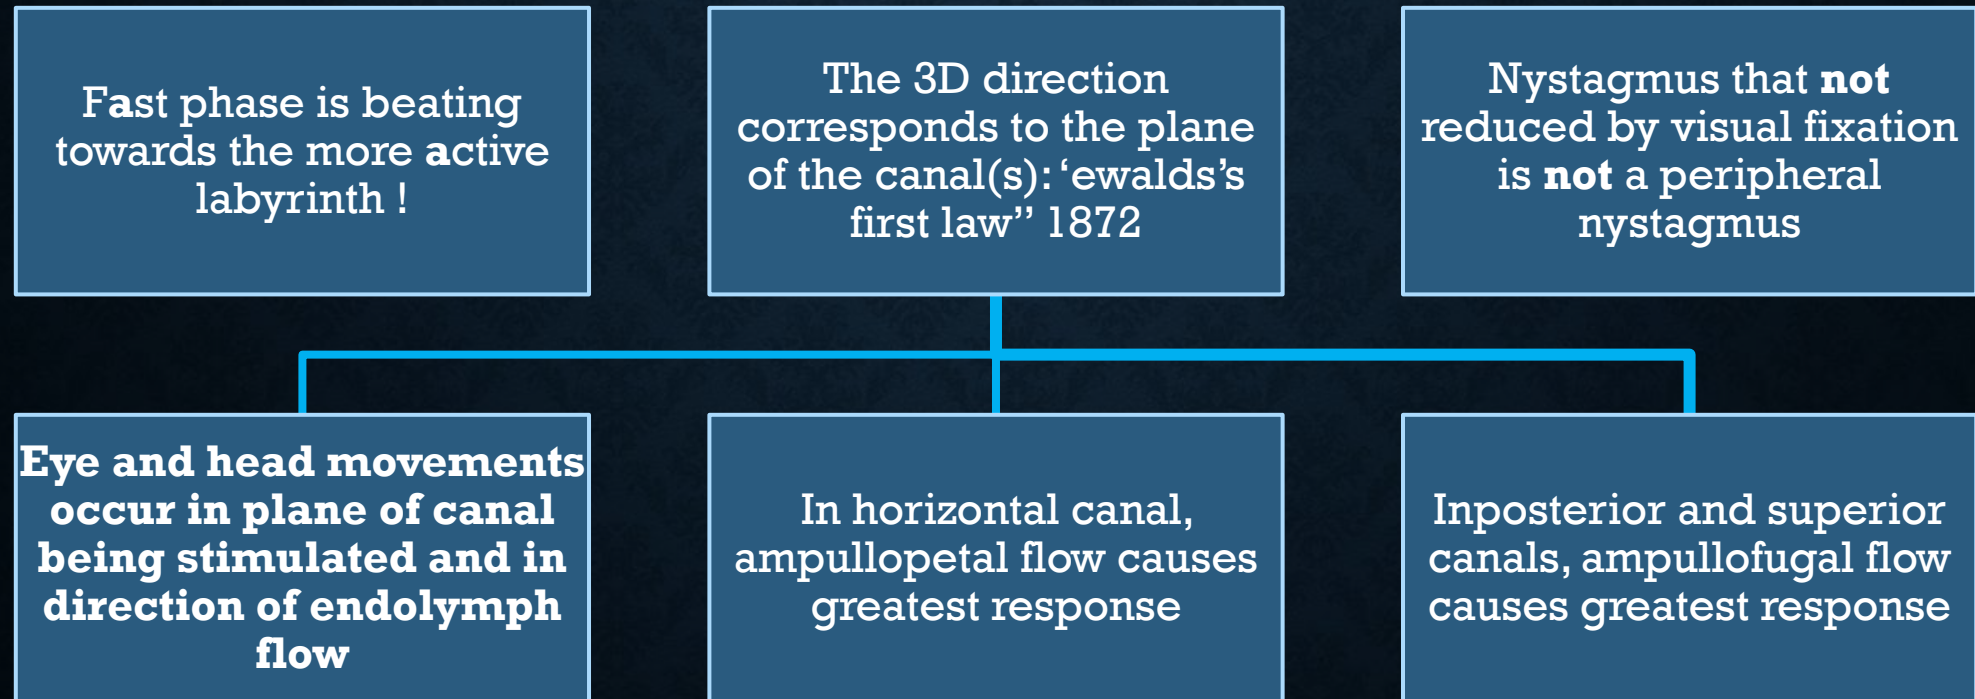 Fast phase is beating
towards the more active
labyrinth !
The 3D direction
corresponds to the plane
of the canal(s): ‘ewalds’s
first law” 1872
Nystagmus that not
reduced by visual fixation
is not a peripheral
nystagmus
Eye and head movements
occur in plane of canal
being stimulated and in
direction of endolymph
flow
In horizontal canal,
ampullopetal flow causes
greatest response
Inposterior and superior
canals, ampullofugal flow
causes greatest response